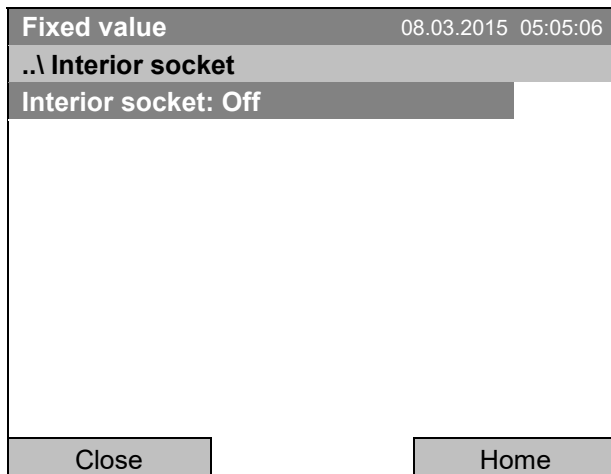 Fixed value 08.03.2015 05:05:06
..\ Interior socket
Interior socket: Off
Close Home